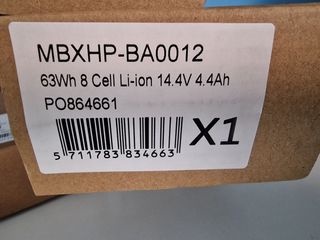 MBXHP-BA0012
63Wh 8 Cell Li-ion 14.4V 4.4Ah
PO864661
X1
5 711783 834663